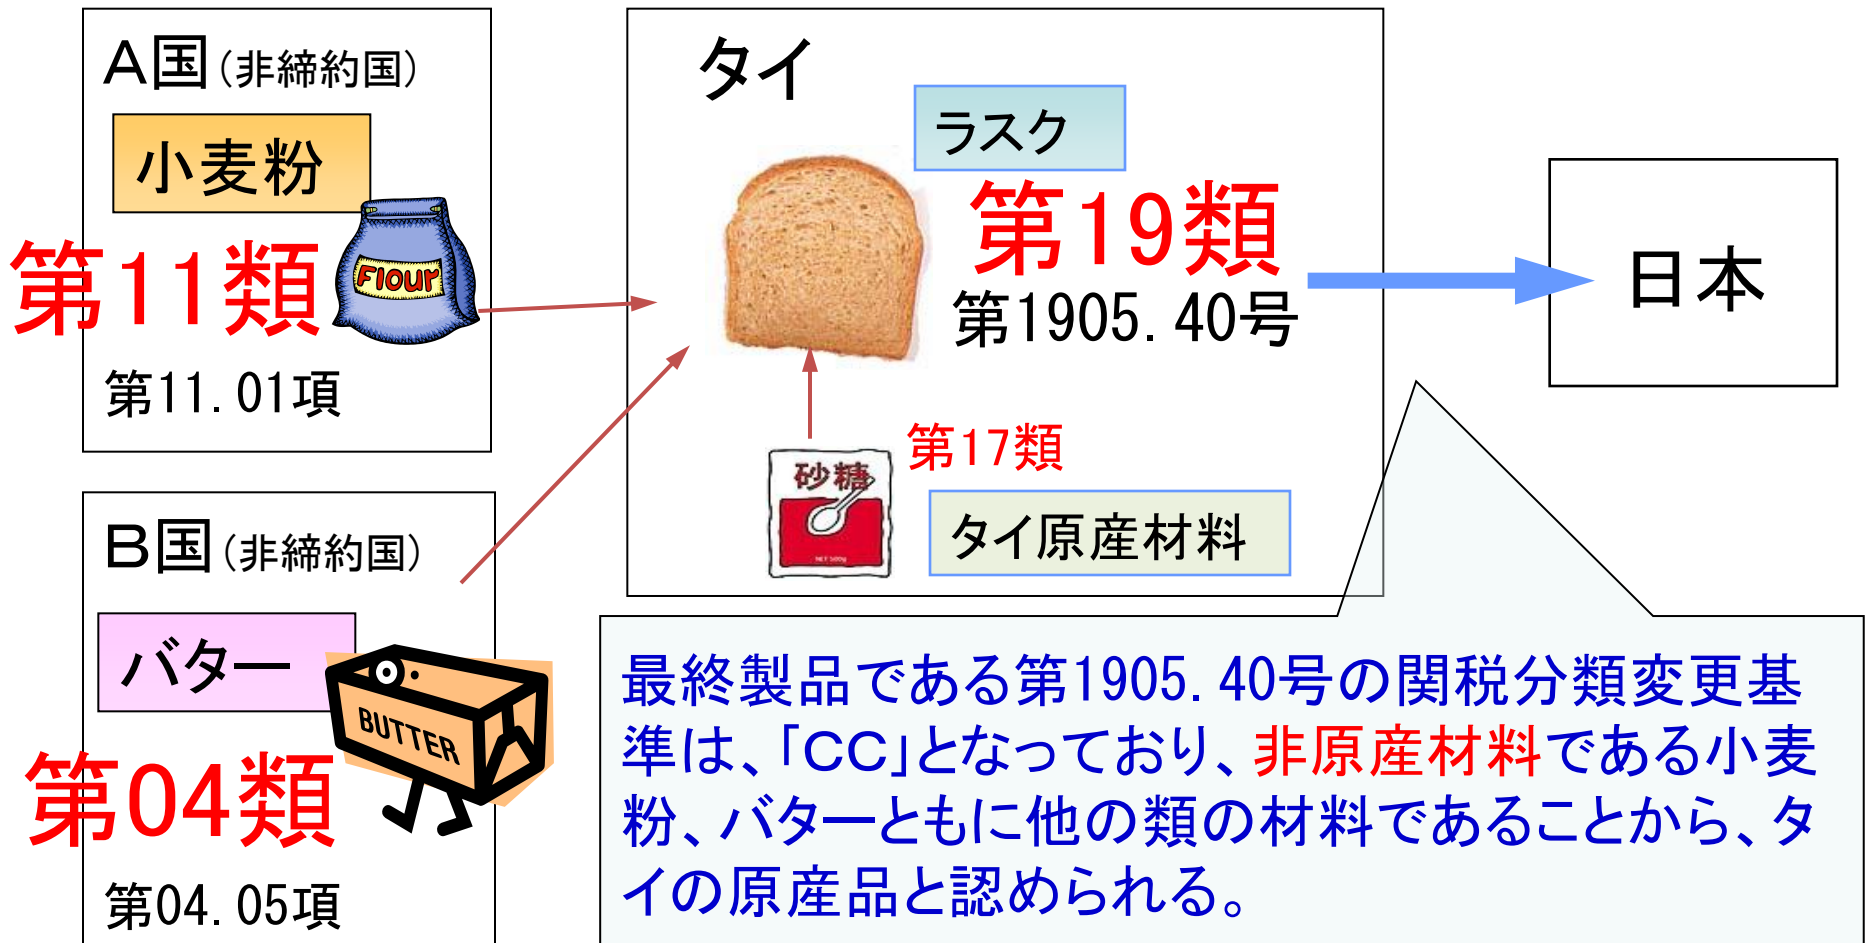 A国(非締約国)
小麦粉
Flour
第11類
第11.01項
B国(非締約国)
バター
BUTTER
第04類
第04.05項
タイ
ラスク
第19類
第1905.40号
第17類
砂糖
NET 500g
タイ原産材料
日本
最終製品である第1905.40号の関税分類変更基
準は、「CC」となっており、非原産材料である小麦
粉、バターともに他の類の材料であることから、タ
イの原産品と認められる。